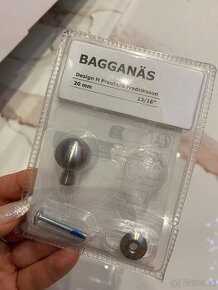 BAGGANÄS
Design H Preutz/A Fredriksson
20 mm
13/16"